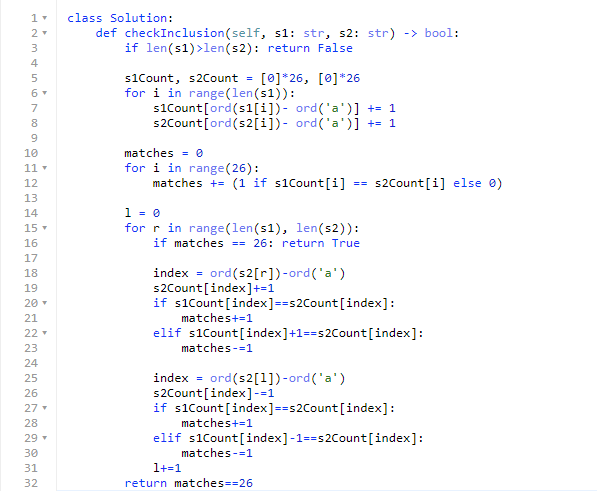 1 class Solution:
2 def checkInclusion(self, s1: str, s2: str) -> bool:
3 if len(s1)>len(s2): return False
4
5 s1Count, s2Count = [0]*26, [0]*26
6 for i in range(len(s1)):
7 s1Count[ord(s1[i])- ord('a')] += 1
8 s2Count[ord(s2[i])- ord('a')] += 1
9
10 matches = 0
11 for i in range(26):
12 matches += (1 if s1Count[i] == s2Count[i] else 0)
13
14 l = 0
15 for r in range(len(s1), len(s2)):
16 if matches == 26: return True
17
18 index = ord(s2[r])-ord('a')
19 s2Count[index]+=1
20 if s1Count[index]==s2Count[index]:
21 matches+=1
22 elif s1Count[index]+1==s2Count[index]:
23 matches-=1
24
25 index = ord(s2[l])-ord('a')
26 s2Count[index]-=1
27 if s1Count[index]==s2Count[index]:
28 matches+=1
29 elif s1Count[index]-1==s2Count[index]:
30 matches-=1
31 l+=1
32 return matches==26